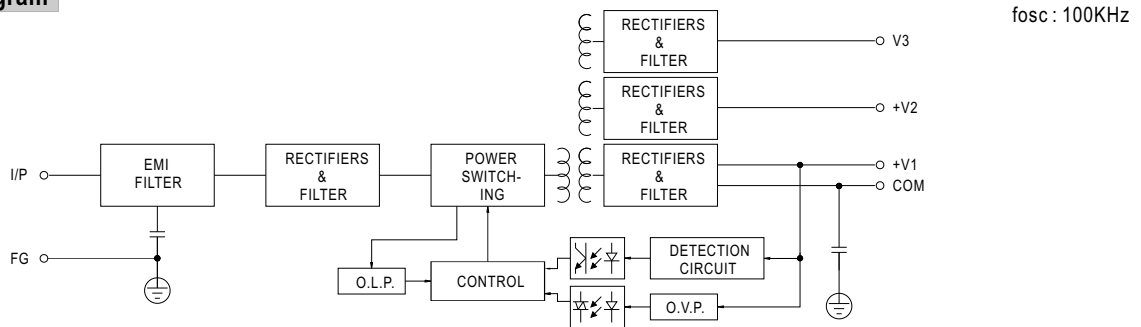 gram
fosc : 100KHz
RECTIFIERS
&
FILTER
V3
RECTIFIERS
&
FILTER
+V2
I/P
EMI
FILTER
RECTIFIERS
&
FILTER
POWER
SWITCH-
ING
RECTIFIERS
&
FILTER
+V1
COM
FG
O.L.P.
CONTROL
DETECTION
CIRCUIT
O.V.P.